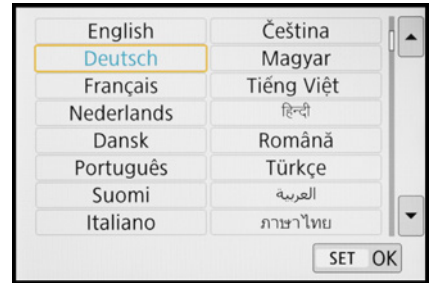 English
Čeština
Deutsch
Magyar
Français
Tiếng Việt
Nederlands
हिन्दी
Dansk
Română
Português
Türkçe
Suomi
العربية
Italiano
ภาษาไทย
SET OK